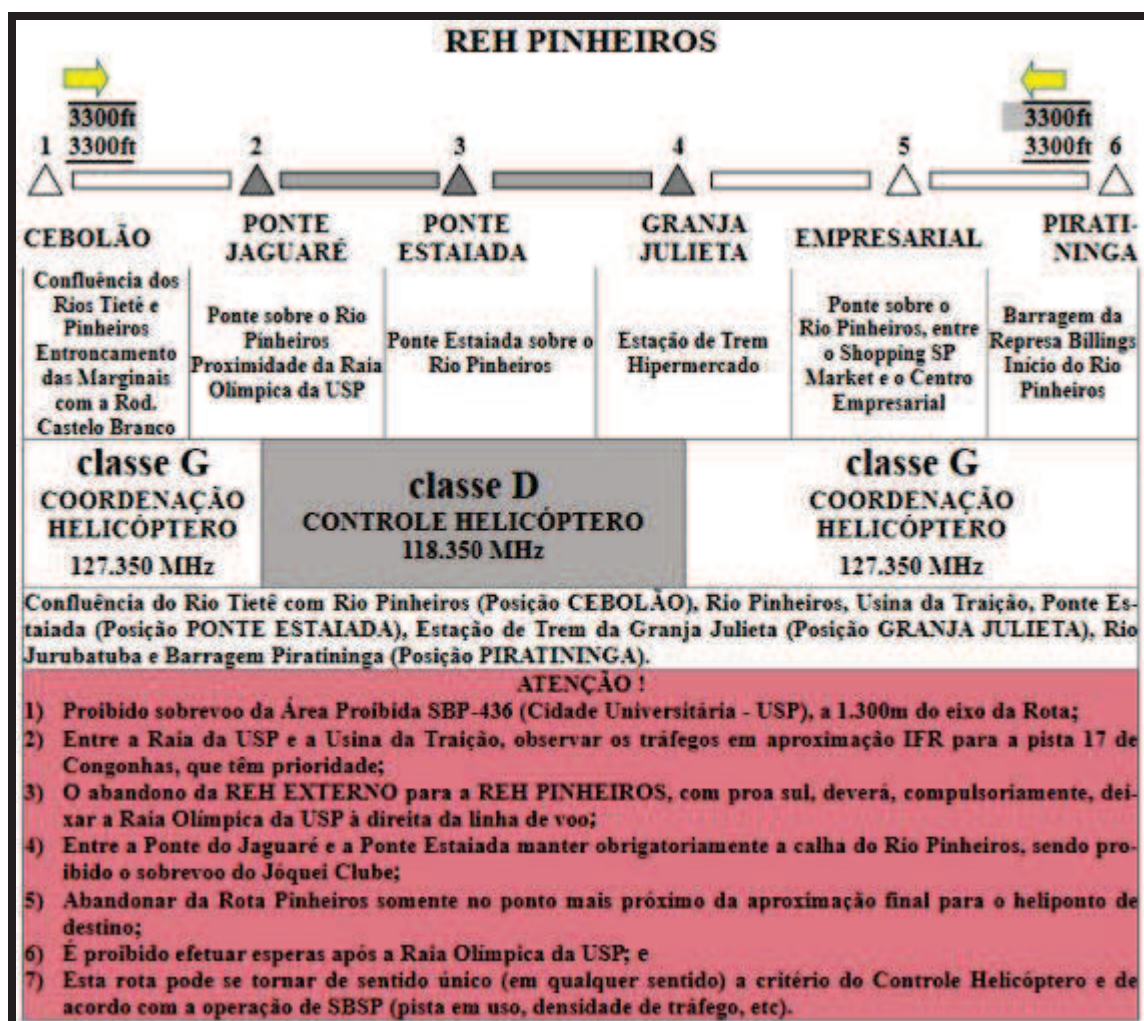 REH PINHEIROS
3300ft
3300ft
3300ft
3300ft
1 2 3 4 5 6
CEBOLÃO
PONTE
JAGUARÉ
PONTE
ESTAIADA
GRANJA
JULIETA
EMPRESARIAL
PIRATI-
NINGA
Confluência dos
Rios Tietê e
Pinheiros
Entroncamento
das Marginais
com a Rod.
Castelo Branco
Ponte sobre o Rio
Pinheiros
Proximidade da Raia
Olímpica da USP
Ponte Estaiada sobre o
Rio Pinheiros
Estação de Trem
Hipermercado
Ponte sobre o
Rio Pinheiros, entre
o Shopping SP
Market e o Centro
Empresarial
Barragem da
Represa Billings
Início do Rio
Pinheiros
classe G
COORDENAÇÃO
HELICÓPTERO
127.350 MHz
classe D
CONTROLE HELICÓPTERO
118.350 MHz
classe G
COORDENAÇÃO
HELICÓPTERO
127.350 MHz
Confluência do Rio Tietê com Rio Pinheiros (Posição CEBOLÃO), Rio Pinheiros, Usina da Traição, Ponte Es-
taiada (Posição PONTE ESTAIADA), Estação de Trem da Granja Julieta (Posição GRANJA JULIETA), Rio
Jurubatuba e Barragem Piratininga (Posição PIRATININGA).
ATENÇÃO !
1) Proibido sobrevoo da Área Proibida SBP-436 (Cidade Universitária - USP), a 1.300m do eixo da Rota;
2) Entre a Raia da USP e a Usina da Traição, observar os tráfegos em aproximação IFR para a pista 17 de
Congonhas, que têm prioridade;
3) O abandono da REH EXTERNO para a REH PINHEIROS, com proa sul, deverá, compulsoriamente, dei-
xar a Raia Olímpica da USP à direita da linha de voo;
4) Entre a Ponte do Jaguaré e a Ponte Estaiada manter obrigatoriamente a calha do Rio Pinheiros, sendo pro-
ibido o sobrevoo do Jóquei Clube;
5) Abandonar da Rota Pinheiros somente no ponto mais próximo da aproximação final para o heliponto de
destino;
6) É proibido efetuar esperas após a Raia Olímpica da USP; e
7) Esta rota pode se tornar de sentido único (em qualquer sentido) a critério do Controle Helicóptero e de
acordo com a operação de SBSP (pista em uso, densidade de tráfego, etc).